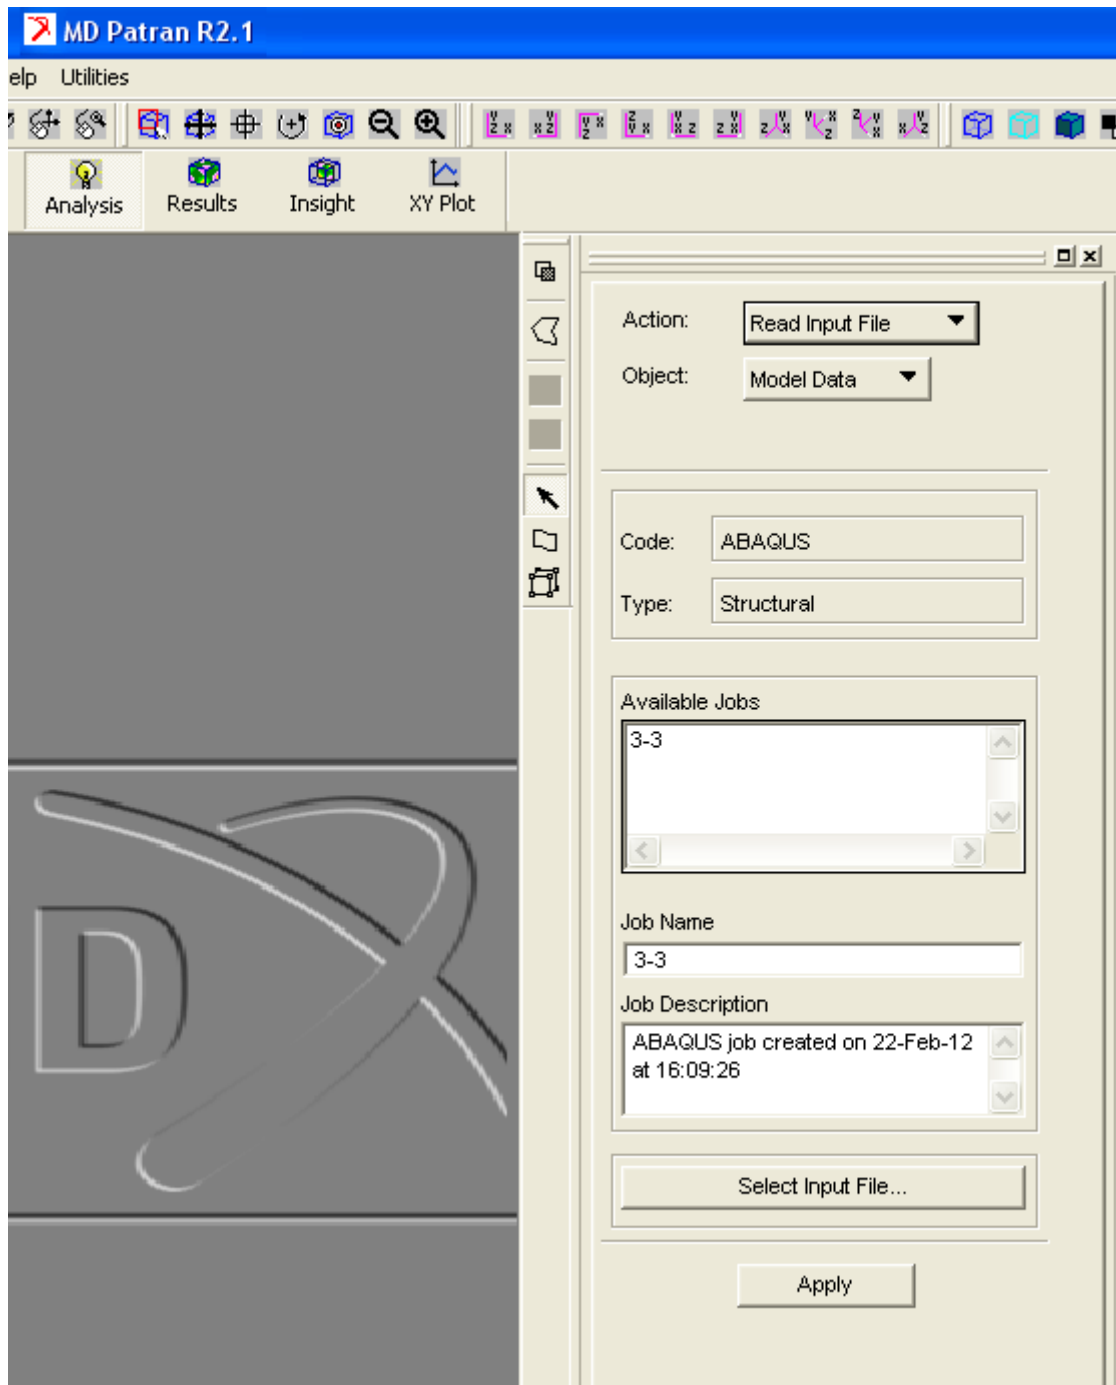 MD Patran R2.1
elp Utilities
Analysis Results Insight XY Plot
Action: Read Input File
Object: Model Data
Code: ABAQUS
Type: Structural
Available Jobs
3-3
Job Name
3-3
Job Description
ABAQUS job created on 22-Feb-12
at 16:09:26
Select Input File...
Apply
D